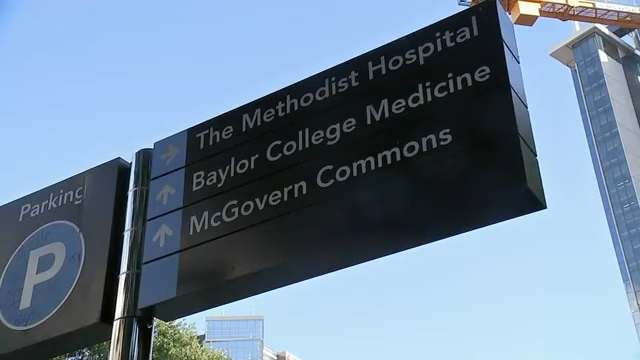 Parking
P
The Methodist Hospital
Baylor College Medicine
McGovern Commons